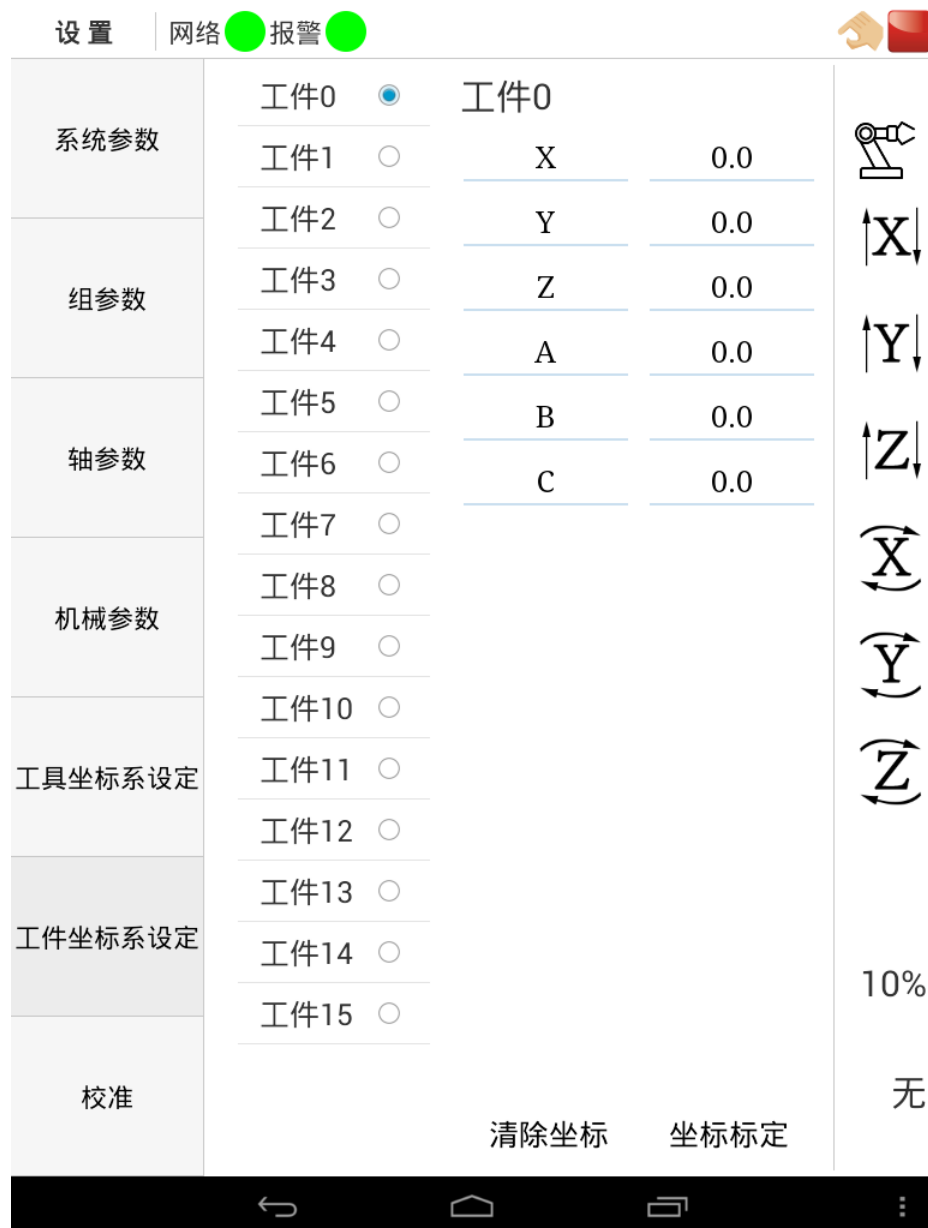 设置 网络 报警
系统参数
组参数
轴参数
机械参数
工具坐标系设定
工件坐标系设定
校准
工件0
工件1
工件2
工件3
工件4
工件5
工件6
工件7
工件8
工件9
工件10
工件11
工件12
工件13
工件14
工件15
工件0
X 0.0
Y 0.0
Z 0.0
A 0.0
B 0.0
C 0.0
清除坐标 坐标标定
X
Y
Z
X
Y
Z
10%
无